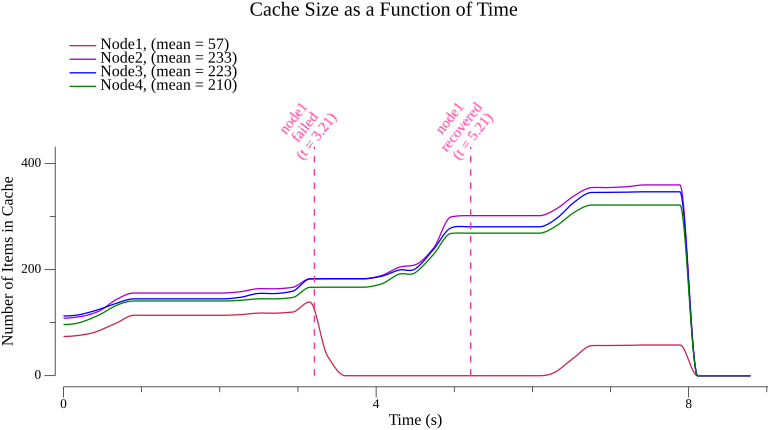 Cache Size as a Function of Time
Node1, (mean = 57)
Node2, (mean = 233)
Node3, (mean = 223)
Node4, (mean = 210)
node1
failed
(t = 3.21)
node1
recovered
(t = 5.21)
Number of Items in Cache
400
200
0
0
4
8
Time (s)